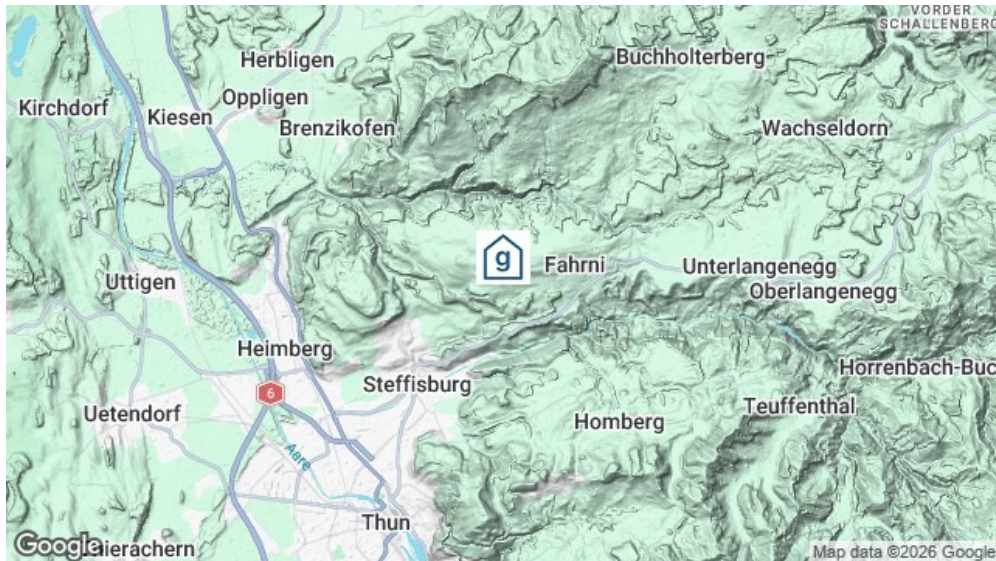 VORDER
SCHALLENBERG
Buchholterberg
Herbligen
Oppligen
Kirchdorf
Kiesen
Brenzikofen
Wachseldorn
g
Fahrni
Unterlangenegg
Uttigen
Oberlangenegg
Heimberg
Horrenbach-Buc
Steffisburg
6
Uetendorf
Teuffenthal
Homberg
Aare
Thun
Google
aierachern
Map data ©2026 Google